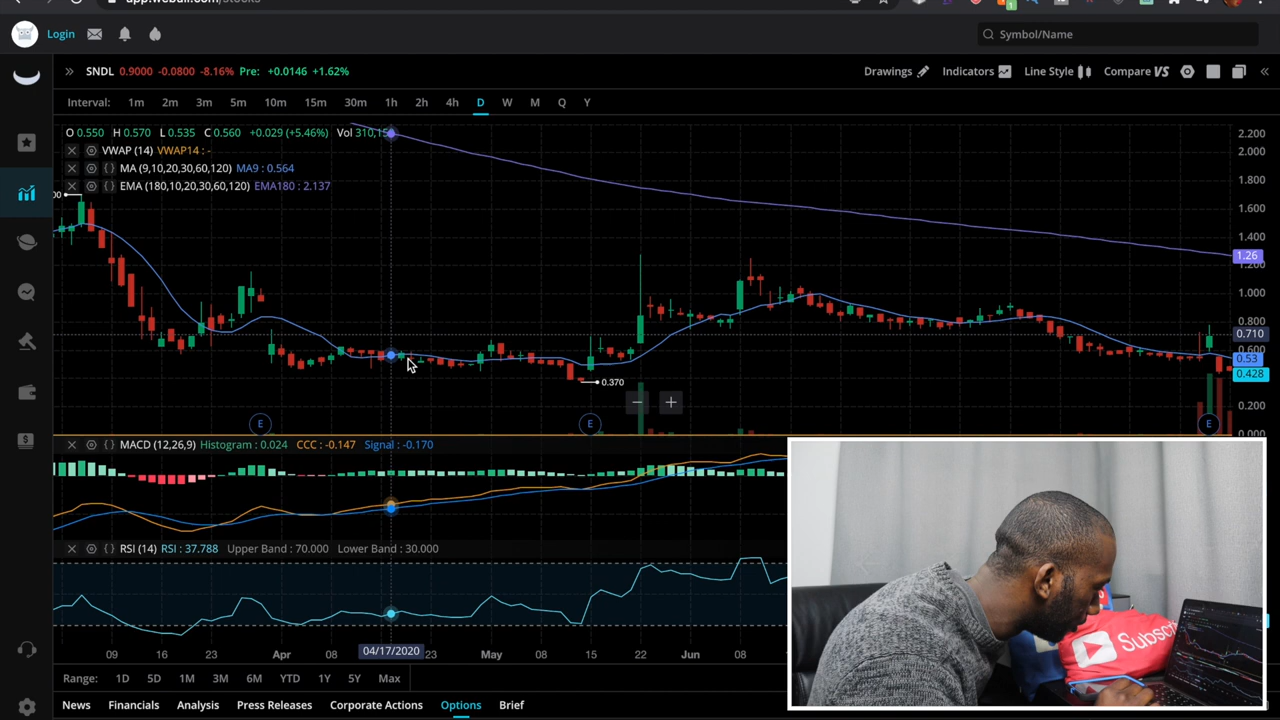 app.webull.com/stocks
Login
Symbol/Name
SNDL 0.9000 -0.0800 -8.16% Pre: +0.0146 +1.62%
Drawings Indicators Line Style Compare VS
Interval: 1m 2m 3m 5m 10m 15m 30m 1h 2h 4h D W M Q Y
O 0.550 H 0.570 L 0.535 C 0.560 +0.029 (+5.46%) Vol 310,15
VWAP (14) VWAP14 : -
MA (9,10,20,30,60,120) MA9 : 0.564
EMA (180,10,20,30,60,120) EMA180 : 2.137
2.200
2.000
1.800
1.600
1.400
1.26
1.200
1.000
0.800
0.710
0.600
0.53
0.428
0.200
0.000
0.370
E
E
E
MACD (12,26,9) Histogram : 0.024 CCC : -0.147 Signal : -0.170
RSI (14) RSI : 37.788 Upper Band : 70.000 Lower Band : 30.000
09 16 23 Apr 08 04/17/2020 23 May 08 15 22 Jun 08
Range: 1D 5D 1M 3M 6M YTD 1Y 5Y Max
News Financials Analysis Press Releases Corporate Actions Options Brief
Subscri